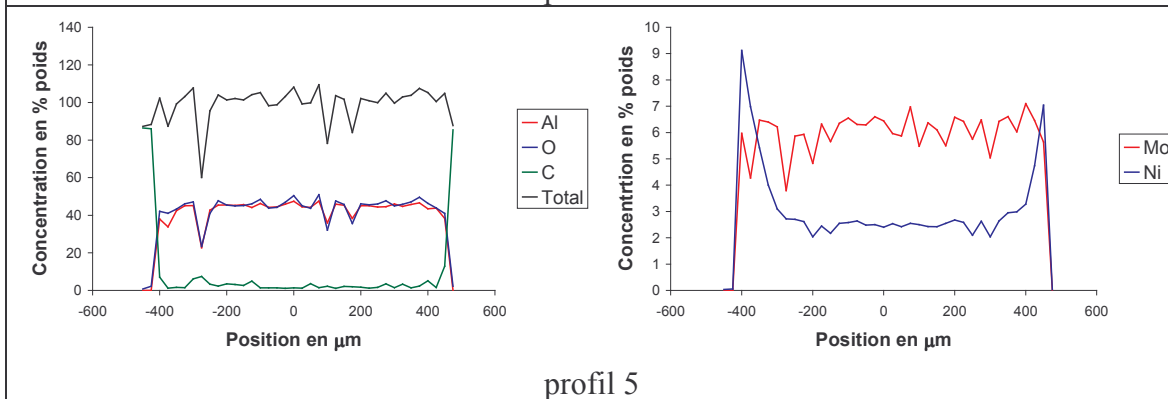 Concentration en % poids
140
120
100
80
60
40
20
0
-600 -400 -200 0 200 400 600
Position en µm
Al
O
C
Total
Concentrtion en % poids
10
9
8
7
6
5
4
3
2
1
0
-600 -400 -200 0 200 400 600
Position en µm
Mo
Ni
profil 5